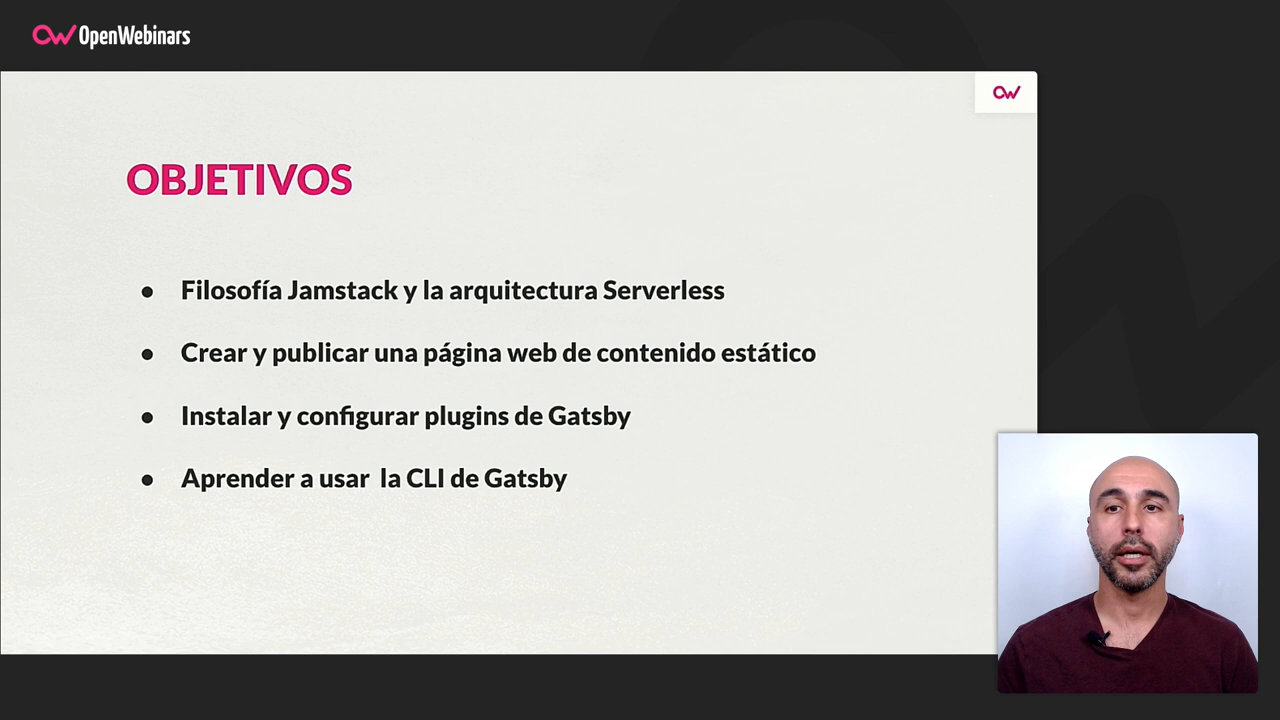 OpenWebinars
OBJETIVOS
● Filosofía Jamstack y la arquitectura Serverless
● Crear y publicar una página web de contenido estático
● Instalar y configurar plugins de Gatsby
● Aprender a usar  la CLI de Gatsby